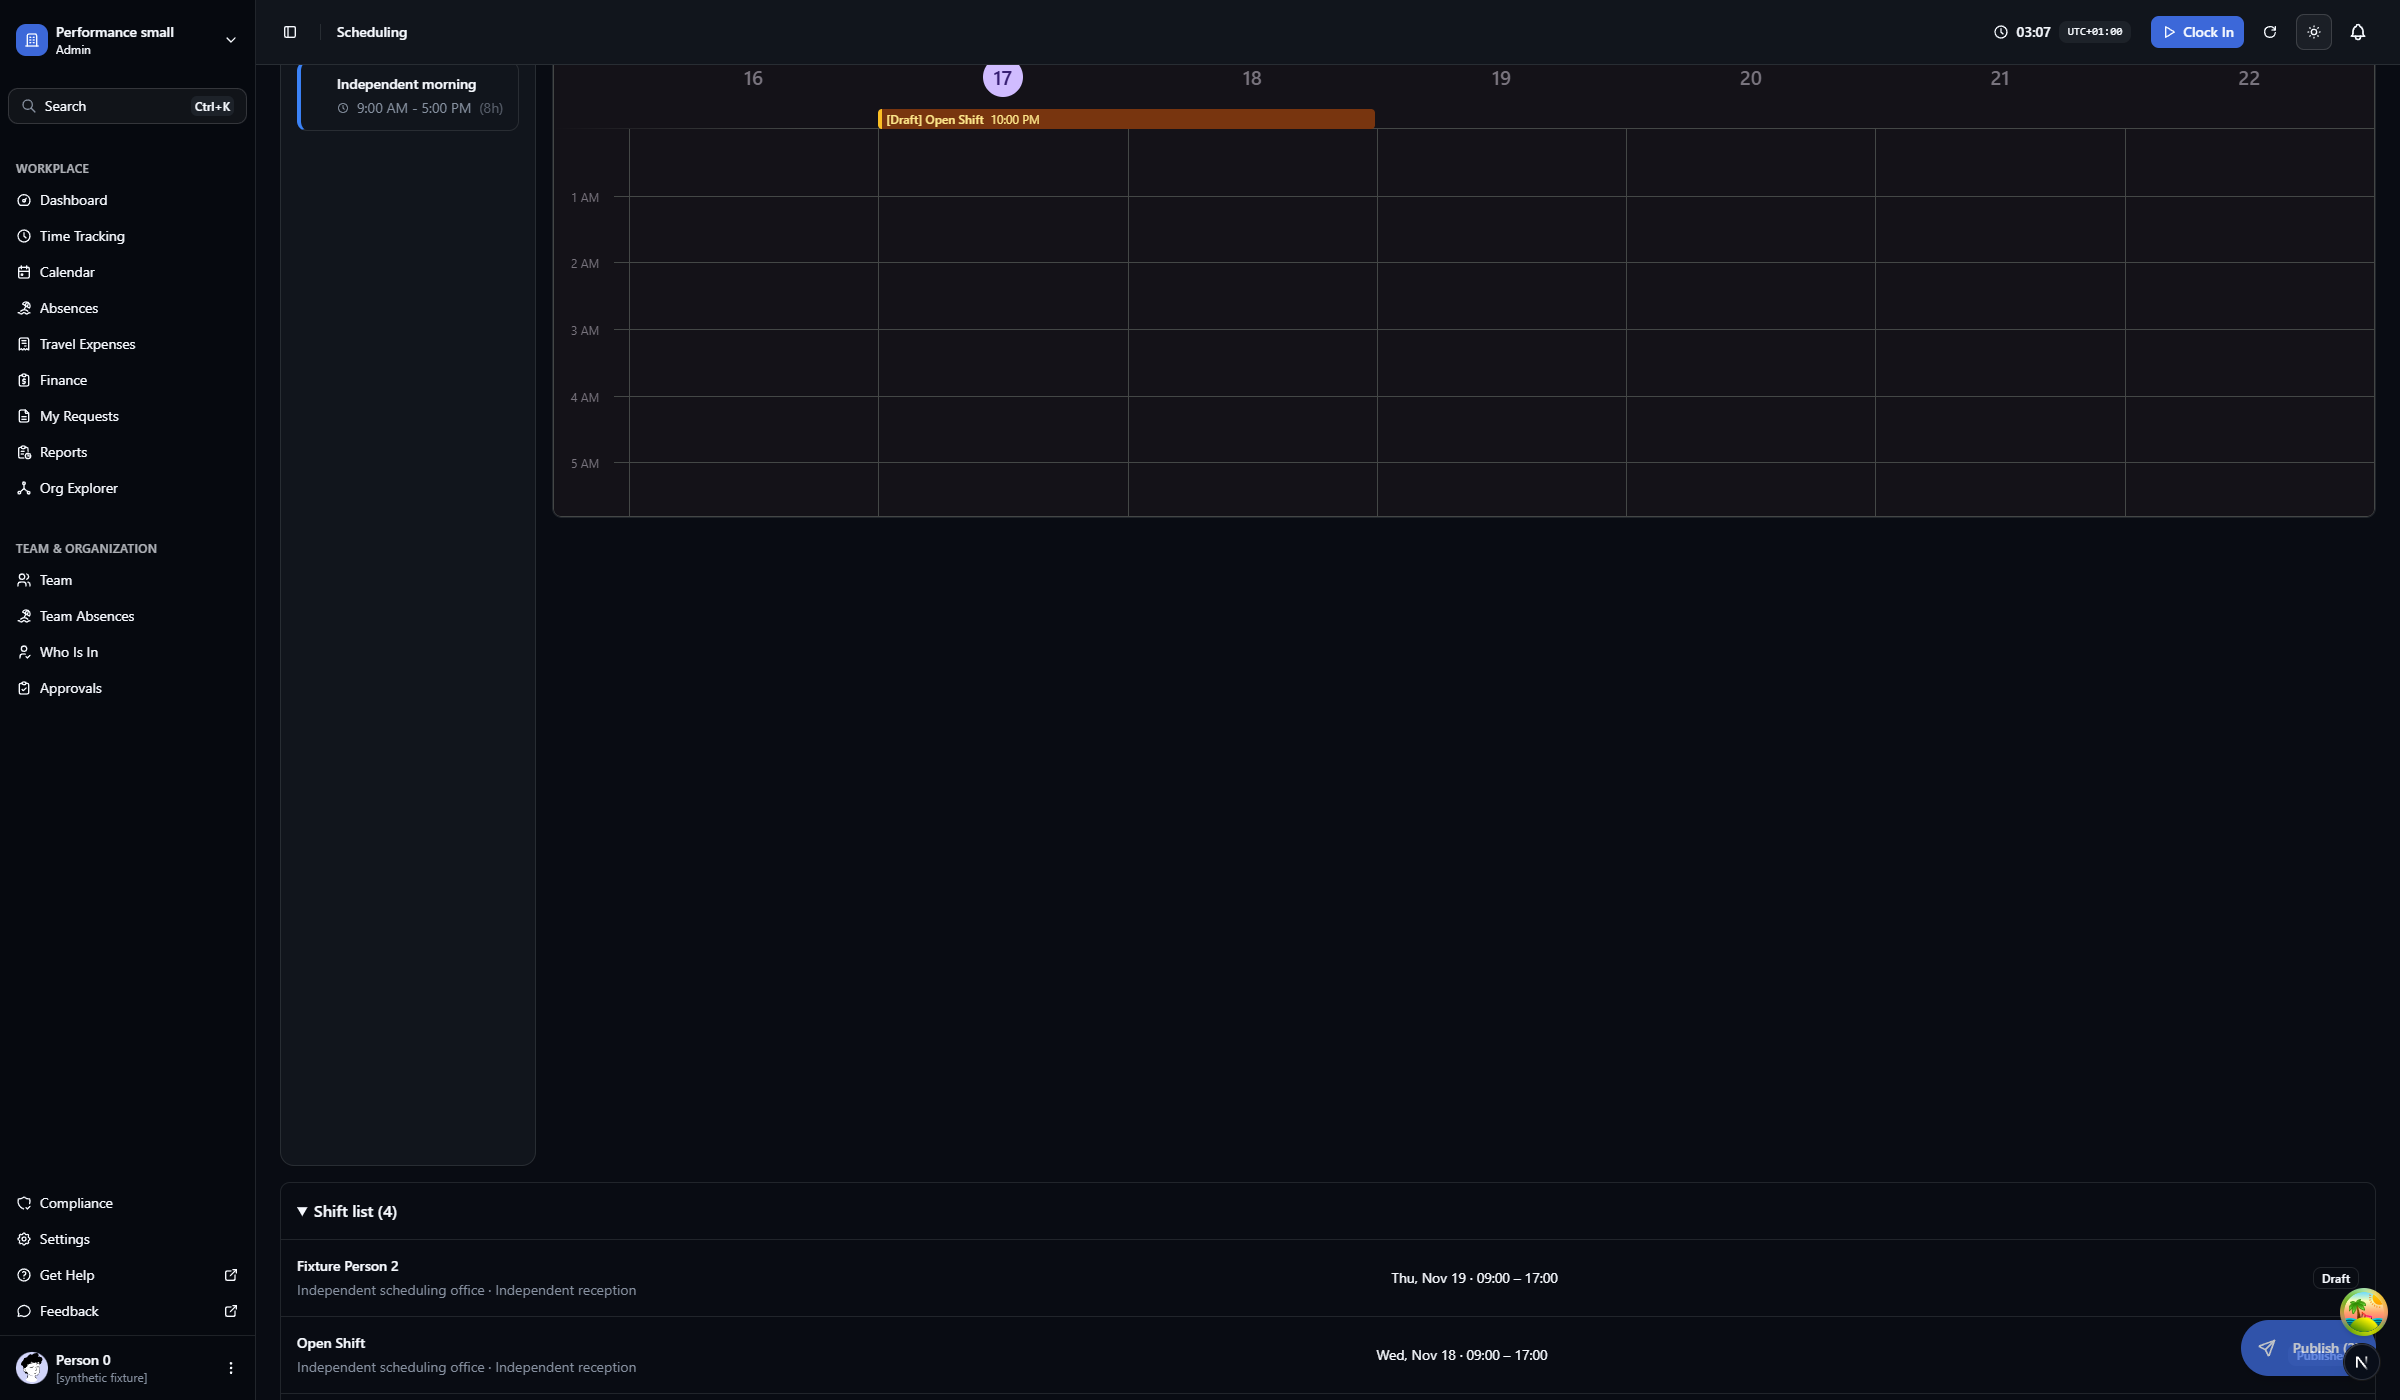 Performance small
Admin
Search
Ctrl+K
WORKPLACE
Dashboard
Time Tracking
Calendar
Absences
Travel Expenses
Finance
My Requests
Reports
Org Explorer
TEAM & ORGANIZATION
Team
Team Absences
Who Is In
Approvals
Compliance
Settings
Get Help
Feedback
Person 0
[synthetic fixture]
Scheduling
03:07
UTC+01:00
Clock In
Independent morning
9:00 AM - 5:00 PM (8h)
16
17
18
19
20
21
22
[Draft] Open Shift 10:00 PM
1 AM
2 AM
3 AM
4 AM
5 AM
Shift list (4)
Fixture Person 2
Independent scheduling office · Independent reception
Thu, Nov 19 · 09:00 – 17:00
Draft
Open Shift
Independent scheduling office · Independent reception
Wed, Nov 18 · 09:00 – 17:00
Publish
N